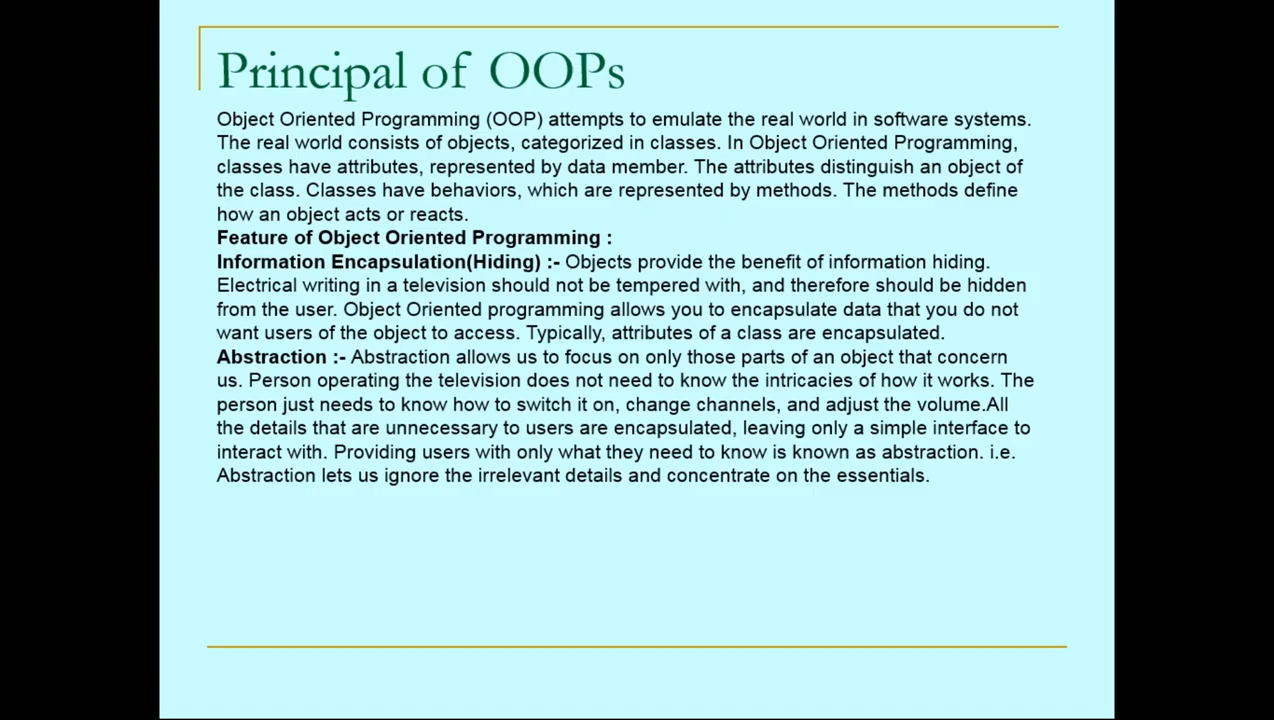 Principal of OOPs
Object Oriented Programming (OOP) attempts to emulate the real world in software systems.
The real world consists of objects, categorized in classes. In Object Oriented Programming,
classes have attributes, represented by data member. The attributes distinguish an object of
the class. Classes have behaviors, which are represented by methods. The methods define
how an object acts or reacts.
Feature of Object Oriented Programming :
Information Encapsulation(Hiding) :- Objects provide the benefit of information hiding.
Electrical writing in a television should not be tempered with, and therefore should be hidden
from the user. Object Oriented programming allows you to encapsulate data that you do not
want users of the object to access. Typically, attributes of a class are encapsulated.
Abstraction :- Abstraction allows us to focus on only those parts of an object that concern
us. Person operating the television does not need to know the intricacies of how it works. The
person just needs to know how to switch it on, change channels, and adjust the volume.All
the details that are unnecessary to users are encapsulated, leaving only a simple interface to
interact with. Providing users with only what they need to know is known as abstraction. i.e.
Abstraction lets us ignore the irrelevant details and concentrate on the essentials.